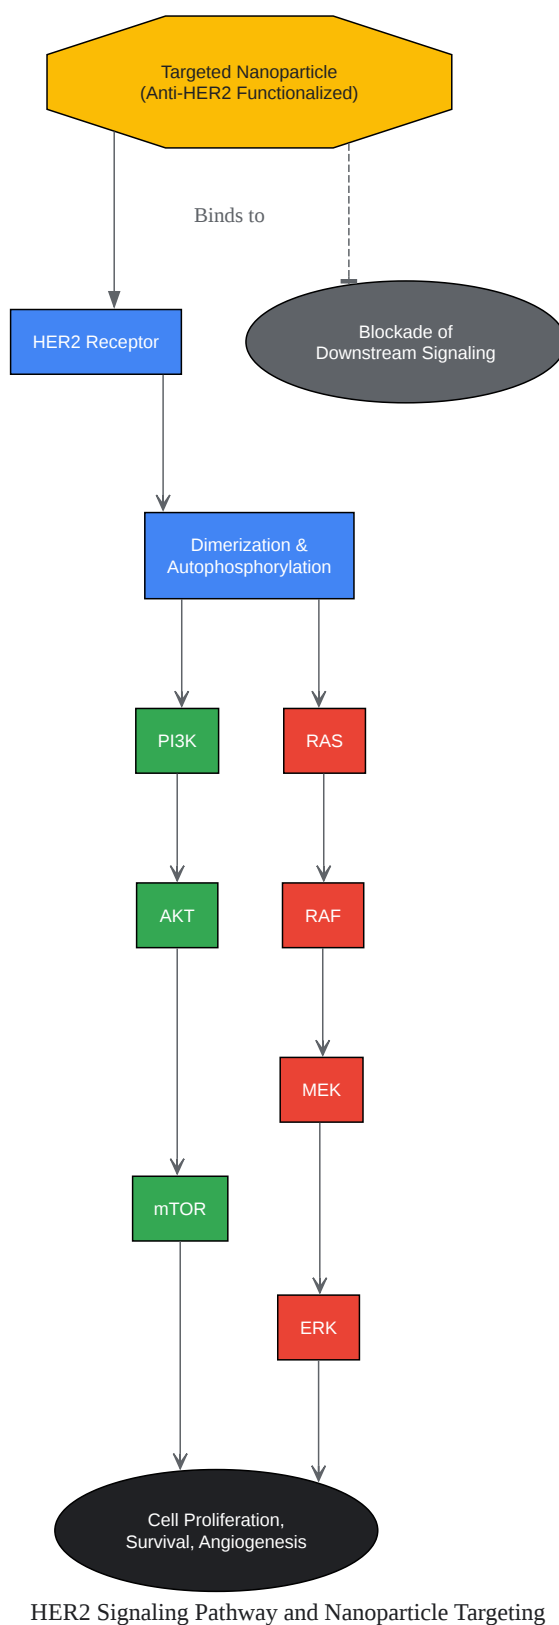 Targeted Nanoparticle
(Anti-HER2 Functionalized)
Binds to
HER2 Receptor
Blockade of
Downstream Signaling
Dimerization &
Autophosphorylation
PI3K
RAS
AKT
RAF
MEK
mTOR
ERK
Cell Proliferation,
Survival, Angiogenesis
HER2 Signaling Pathway and Nanoparticle Targeting